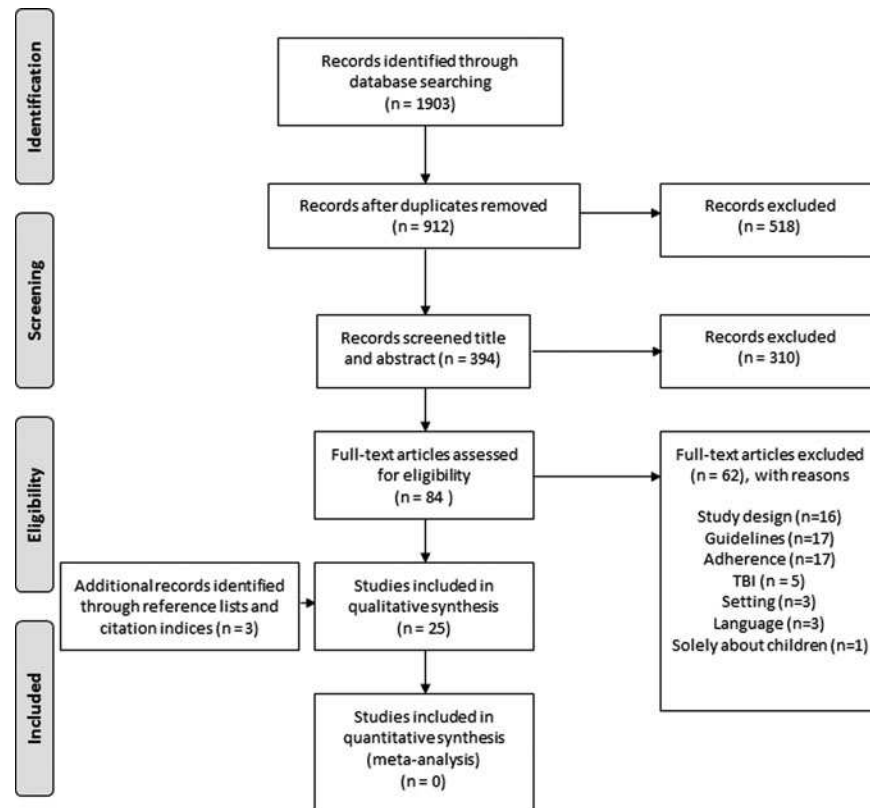 Identification
Records identified through
database searching
(n = 1903)
Records after duplicates removed
(n = 912)
Records excluded
(n = 518)
Screening
Records screened title
and abstract (n = 394)
Records excluded
(n = 310)
Eligibility
Full-text articles assessed
for eligibility
(n = 84 )
Full-text articles excluded
(n = 62), with reasons
Study design (n=16)
Guidelines (n=17)
Adherence (n=17)
TBI (n = 5)
Setting (n=3)
Language (n=3)
Solely about children (n=1)
Additional records identified
through reference lists and
citation indices (n = 3)
Studies included in
qualitative synthesis
(n = 25)
Included
Studies included in
quantitative synthesis
(meta-analysis)
(n = 0)